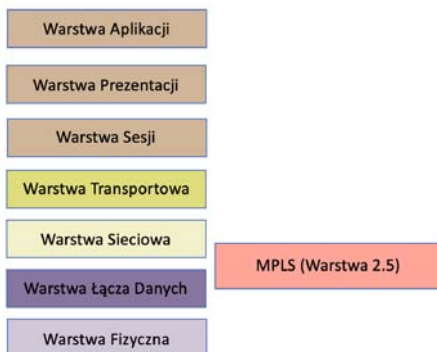 Warstwa Aplikacji
Warstwa Prezentacji
Warstwa Sesji
Warstwa Transportowa
Warstwa Sieciowa
MPLS (Warstwa 2.5)
Warstwa Łącza Danych
Warstwa Fizyczna